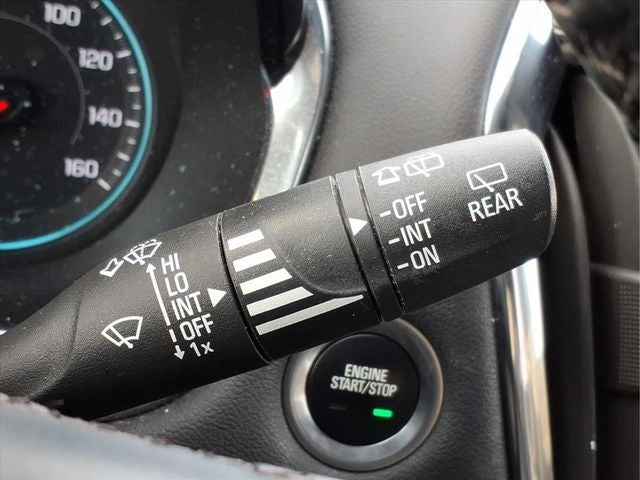 100
120
140
160
HI
LO
INT
OFF
1x
-OFF
-INT
-ON
REAR
ENGINE
START/STOP